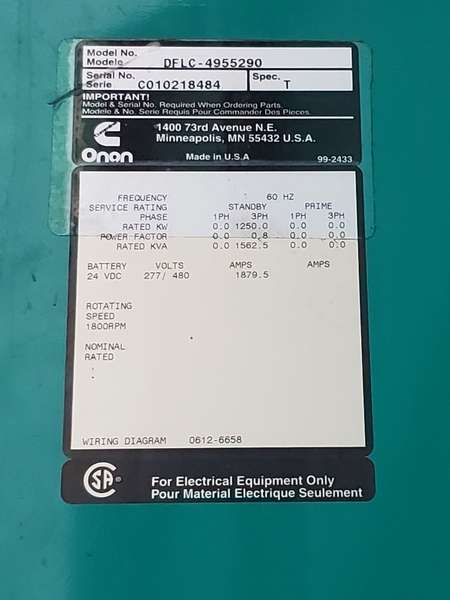 Model No.
Modele DFLC-4955290
Serial No. Spec.
Serie C010218484 T
IMPORTANT!
Model & Serial No. Required When Ordering Parts.
Modele & No. Serie Requis Pour Commander Des Pieces.
1400 73rd Avenue N.E.
Minneapolis, MN 55432 U.S.A.
Onan Made in U.S.A 99-2433
FREQUENCY 60 HZ
SERVICE RATING STANDBY PRIME
PHASE 1PH 3PH 1PH 3PH
RATED KW 0.0 1250.0 0.0 0.0
POWER FACTOR 0.0 0.8 0.0 0.0
RATED KVA 0.0 1562.5 0.0 0.0
BATTERY VOLTS AMPS AMPS
24 VDC 277/ 480 1879.5
ROTATING
SPEED
1800RPM
NOMINAL
RATED
:
WIRING DIAGRAM 0612-6658
SA ®
For Electrical Equipment Only
Pour Material Electrique Seulement